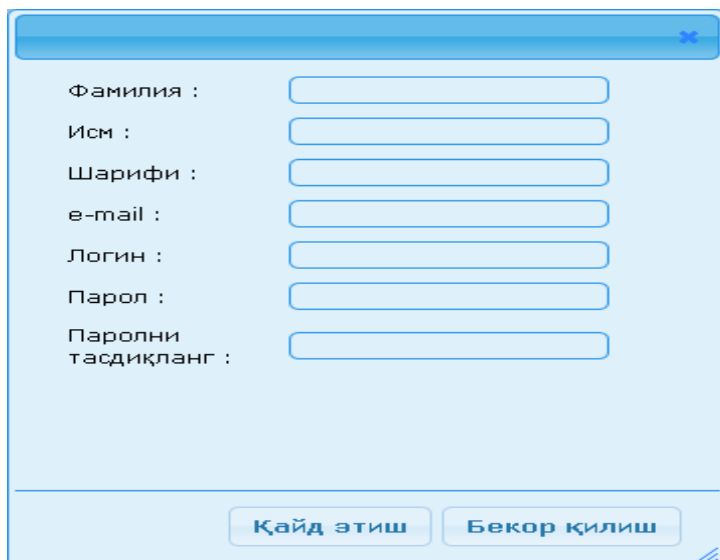 Фамилия :
Исм :
Шарифи :
e-mail :
Логин :
Парол :
Паролни
тасдиқланг :
Қайд этиш Бекор қилиш